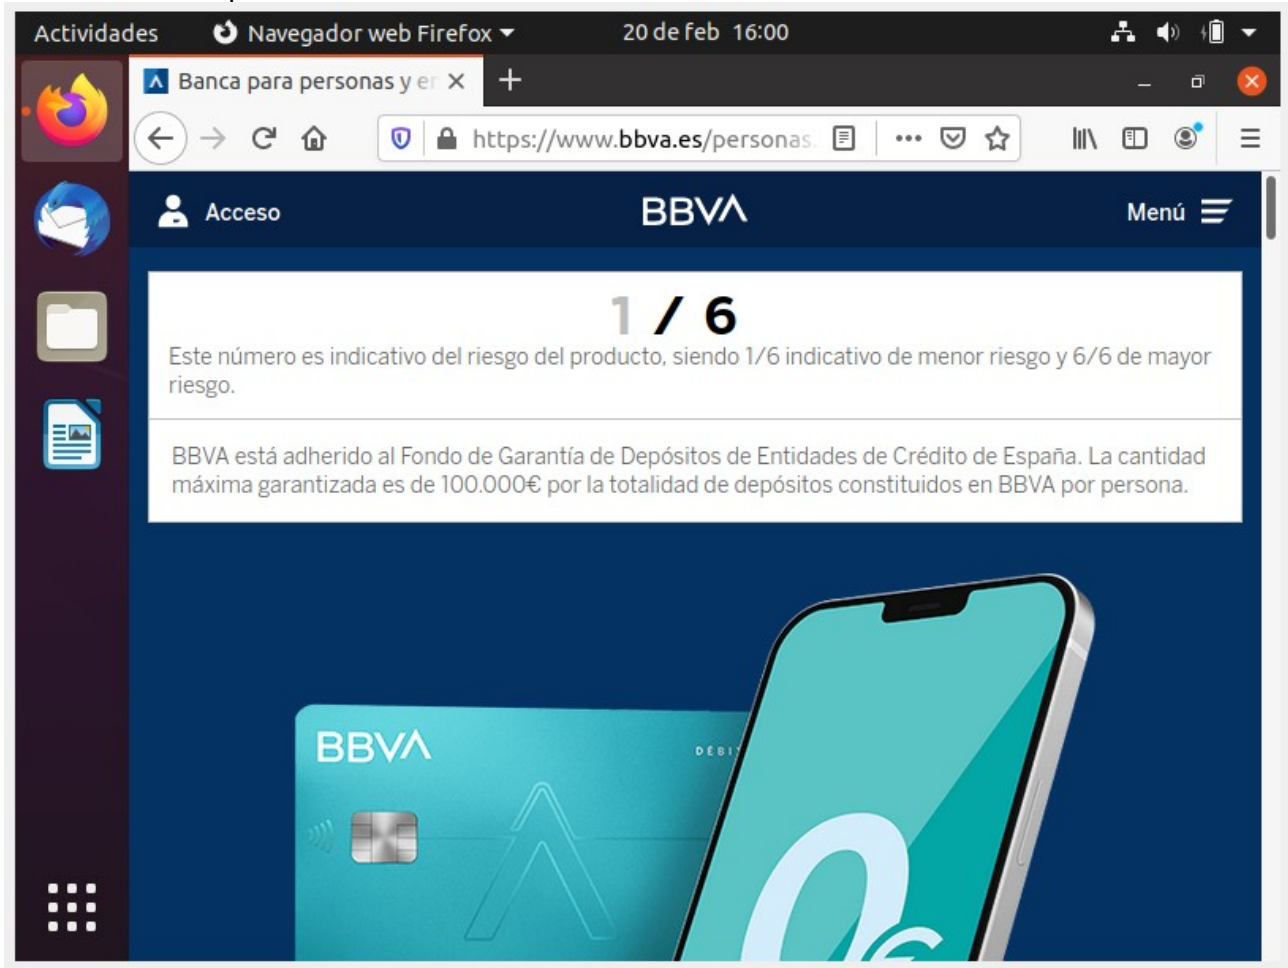 Actividades Navegador web Firefox 20 de feb 16:00
Banca para personas y e
https://www.bbva.es/personas
Acceso BBVA Menú
1 / 6
Este número es indicativo del riesgo del producto, siendo 1/6 indicativo de menor riesgo y 6/6 de mayor
riesgo.
BBVA está adherido al Fondo de Garantía de Depósitos de Entidades de Crédito de España. La cantidad
máxima garantizada es de 100.000€ por la totalidad de depósitos constituidos en BBVA por persona.
BBVA DÉBI
0€